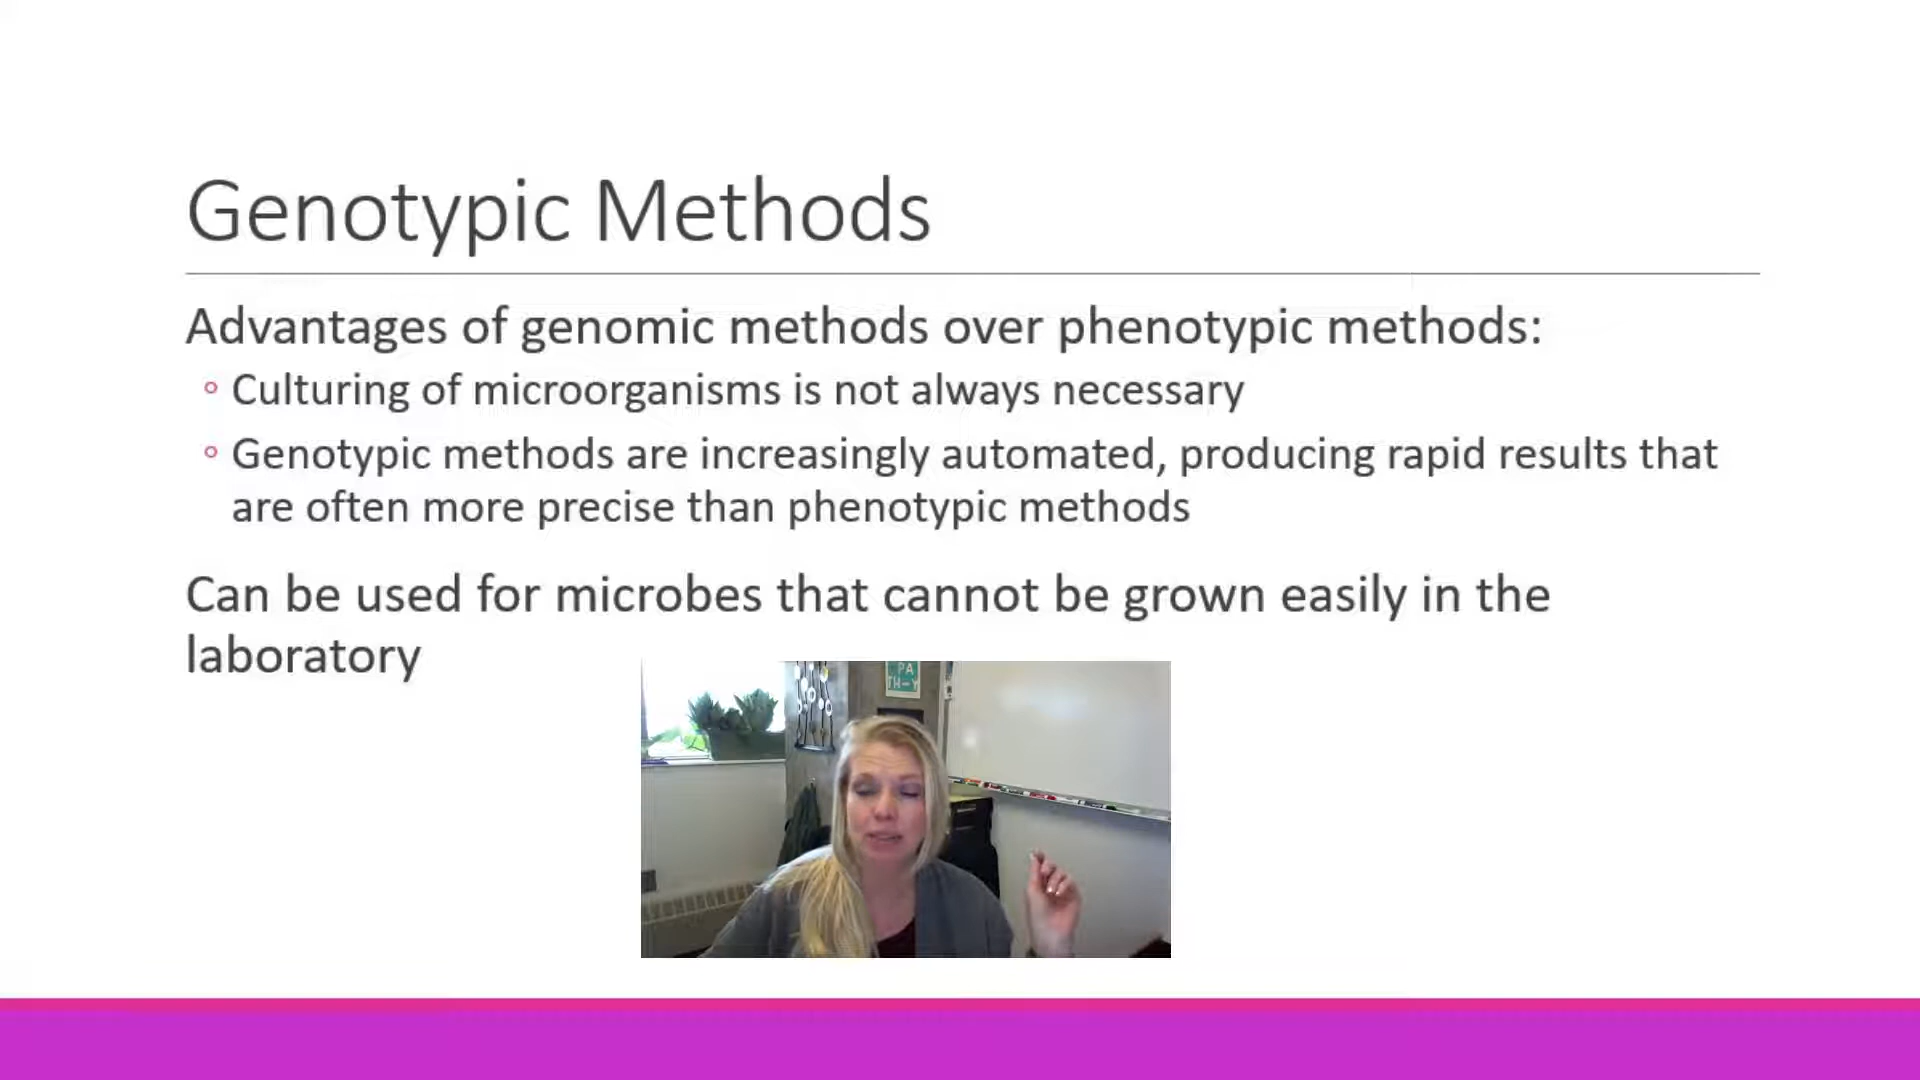 Genotypic Methods
Advantages of genomic methods over phenotypic methods:
Culturing of microorganisms is not always necessary
Genotypic methods are increasingly automated, producing rapid results that
are often more precise than phenotypic methods
Can be used for microbes that cannot be grown easily in the
laboratory
PA
TH-Y